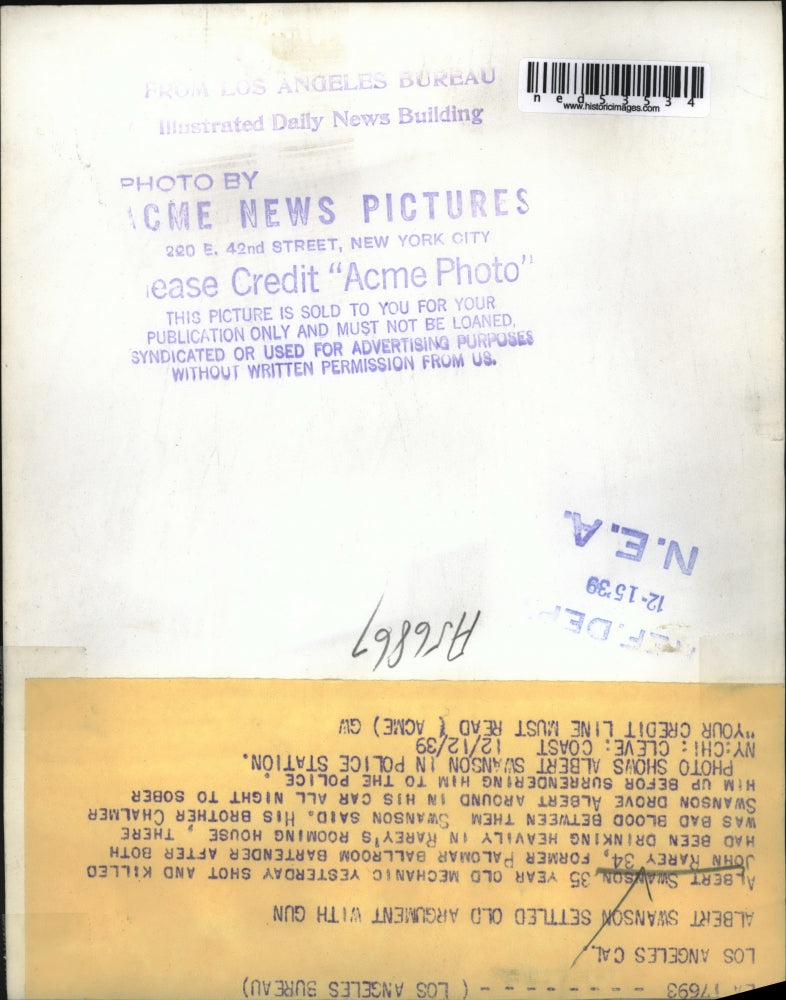 FROM LOS ANGELES BUREAU
Illustrated Daily News Building
ned53534
www.historicimages.com
PHOTO BY
ACME NEWS PICTURES
220 E. 42nd STREET, NEW YORK CITY
ease Credit "Acme Photo"
THIS PICTURE IS SOLD TO YOU FOR YOUR
PUBLICATION ONLY AND MUST NOT BE LOANED,
SYNDICATED OR USED FOR ADVERTISING PURPOSES
WITHOUT WRITTEN PERMISSION FROM US.
EF. DEP
12-15'39
N.E.A.
A56867
17693 - - - - - - - ( LOS ANGELES BUREAU)
LOS ANGELES CAL.
ALBERT SWANSON SETTLED OLD ARGUMENT WITH GUN
ALBERT SWANSON 35 YEAR OLD MECHANIC YESTERDAY SHOT AND KILLED
JOHN RAREY 34, FORMER PALOMAR BALLROOM BARTENDER AFTER BOTH
HAD BEEN DRINKING HEAVILY IN RAREY'S ROOMING HOUSE , THERE
WAS BAD BLOOD BETWEEN THEM SWANSON SAID. HIS BROTHER CHALMER
SWANSON DROVE ALBERT AROUND IN HIS CAR ALL NIGHT TO SOBER
HIM UP BEFOR SURRENDERING HIM TO THE POLICE .
PHOTO SHOWS ALBERT SWANSON IN POLICE STATION.
NY:CHI: CLEVE: COAST 12/12/39
"YOUR CREDIT LINE MUST READ ( ACME) GW